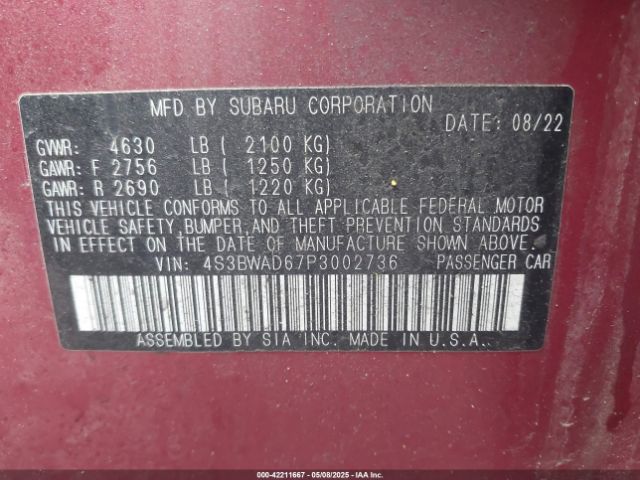 MFD BY SUBARU CORPORATION
DATE: 08/22
GVWR: 4630 LB ( 2100 KG)
GAWR: F 2756 LB ( 1250 KG)
GAWR: R 2690 LB ( 1220 KG)
THIS VEHICLE CONFORMS TO ALL APPLICABLE FEDERAL MOTOR
VEHICLE SAFETY, BUMPER, AND THEFT PREVENTION STANDARDS
IN EFFECT ON THE DATE OF MANUFACTURE SHOWN ABOVE.
VIN: 4S3BWAD67P3002736 PASSENGER CAR
ASSEMBLED BY SIA INC. MADE IN U.S.A.
000-42211667 - 05/08/2025 - IAA Inc.